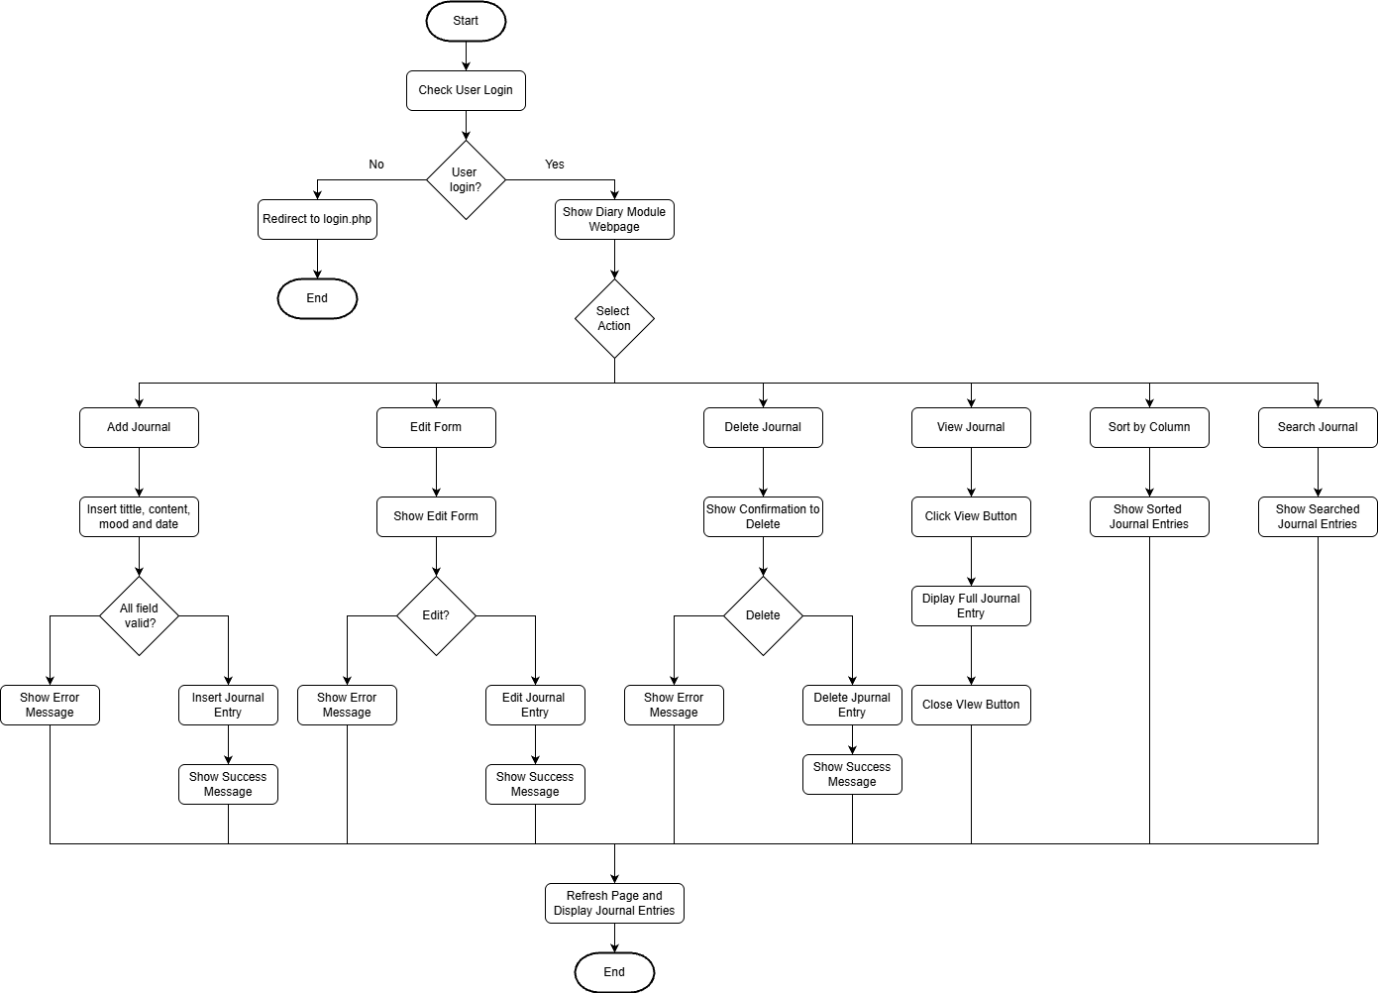 Start
Check User Login
No
Yes
User
login?
Redirect to login.php
Show Diary Module
Webpage
End
Select
Action
Add Journal
Edit Form
Delete Journal
View Journal
Sort by Column
Search Journal
Insert tittle, content,
mood and date
Show Edit Form
Show Confirmation to
Delete
Click View Button
Show Sorted
Journal Entries
Show Searched
Journal Entries
All field
valid?
Edit?
Delete
Diplay Full Journal
Entry
Show Error
Message
Insert Journal
Entry
Show Error
Message
Edit Journal
Entry
Show Error
Message
Delete Jpurnal
Entry
Close VIew Button
Show Success
Message
Show Success
Message
Show Success
Message
Refresh Page and
Display Journal Entries
End